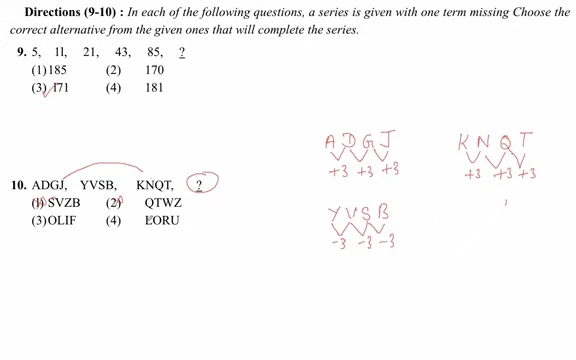 Directions (9-10) : In each of the following questions, a series is given with one term missing Choose the
correct alternative from the given ones that will complete the series.
9. 5, 11, 21, 43, 85, ?
(1) 185 (2) 170
(3) 171 (4) 181
10. ADGJ, YVSB, KNQT, ?
(1) SVZB (2) QTWZ
(3) OLIF (4) LORU
A D G J
+3 +3 +3
K N Q T
+3 +3 +3
Y V S B
-3 -3 -3